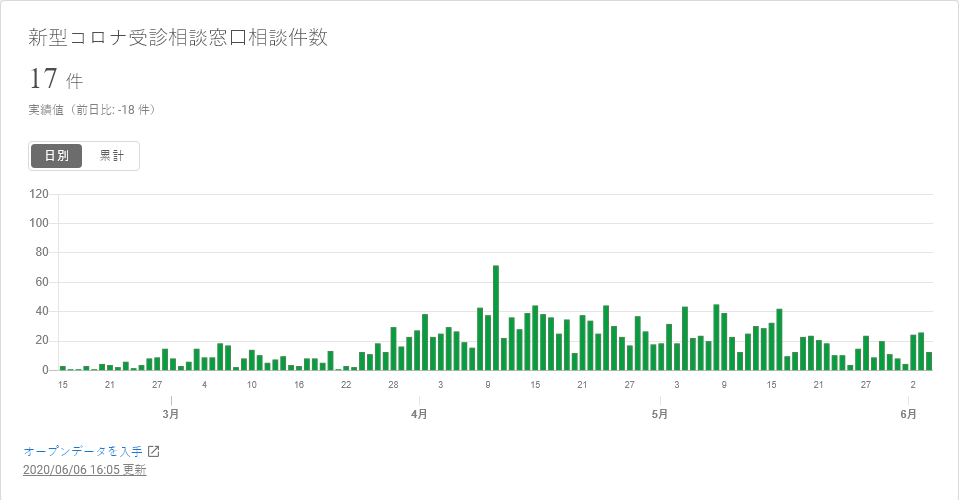 新型コロナ受診相談窓口相談件数
17 件
実績値（前日比: -18 件）
日別 累計
120
100
80
60
40
20
0
15 21 27 4 10 16 22 28 3 9 15 21 27 3 9 15 21 27 2
3月 4月 5月 6月
オープンデータを入手
2020/06/06 16:05 更新